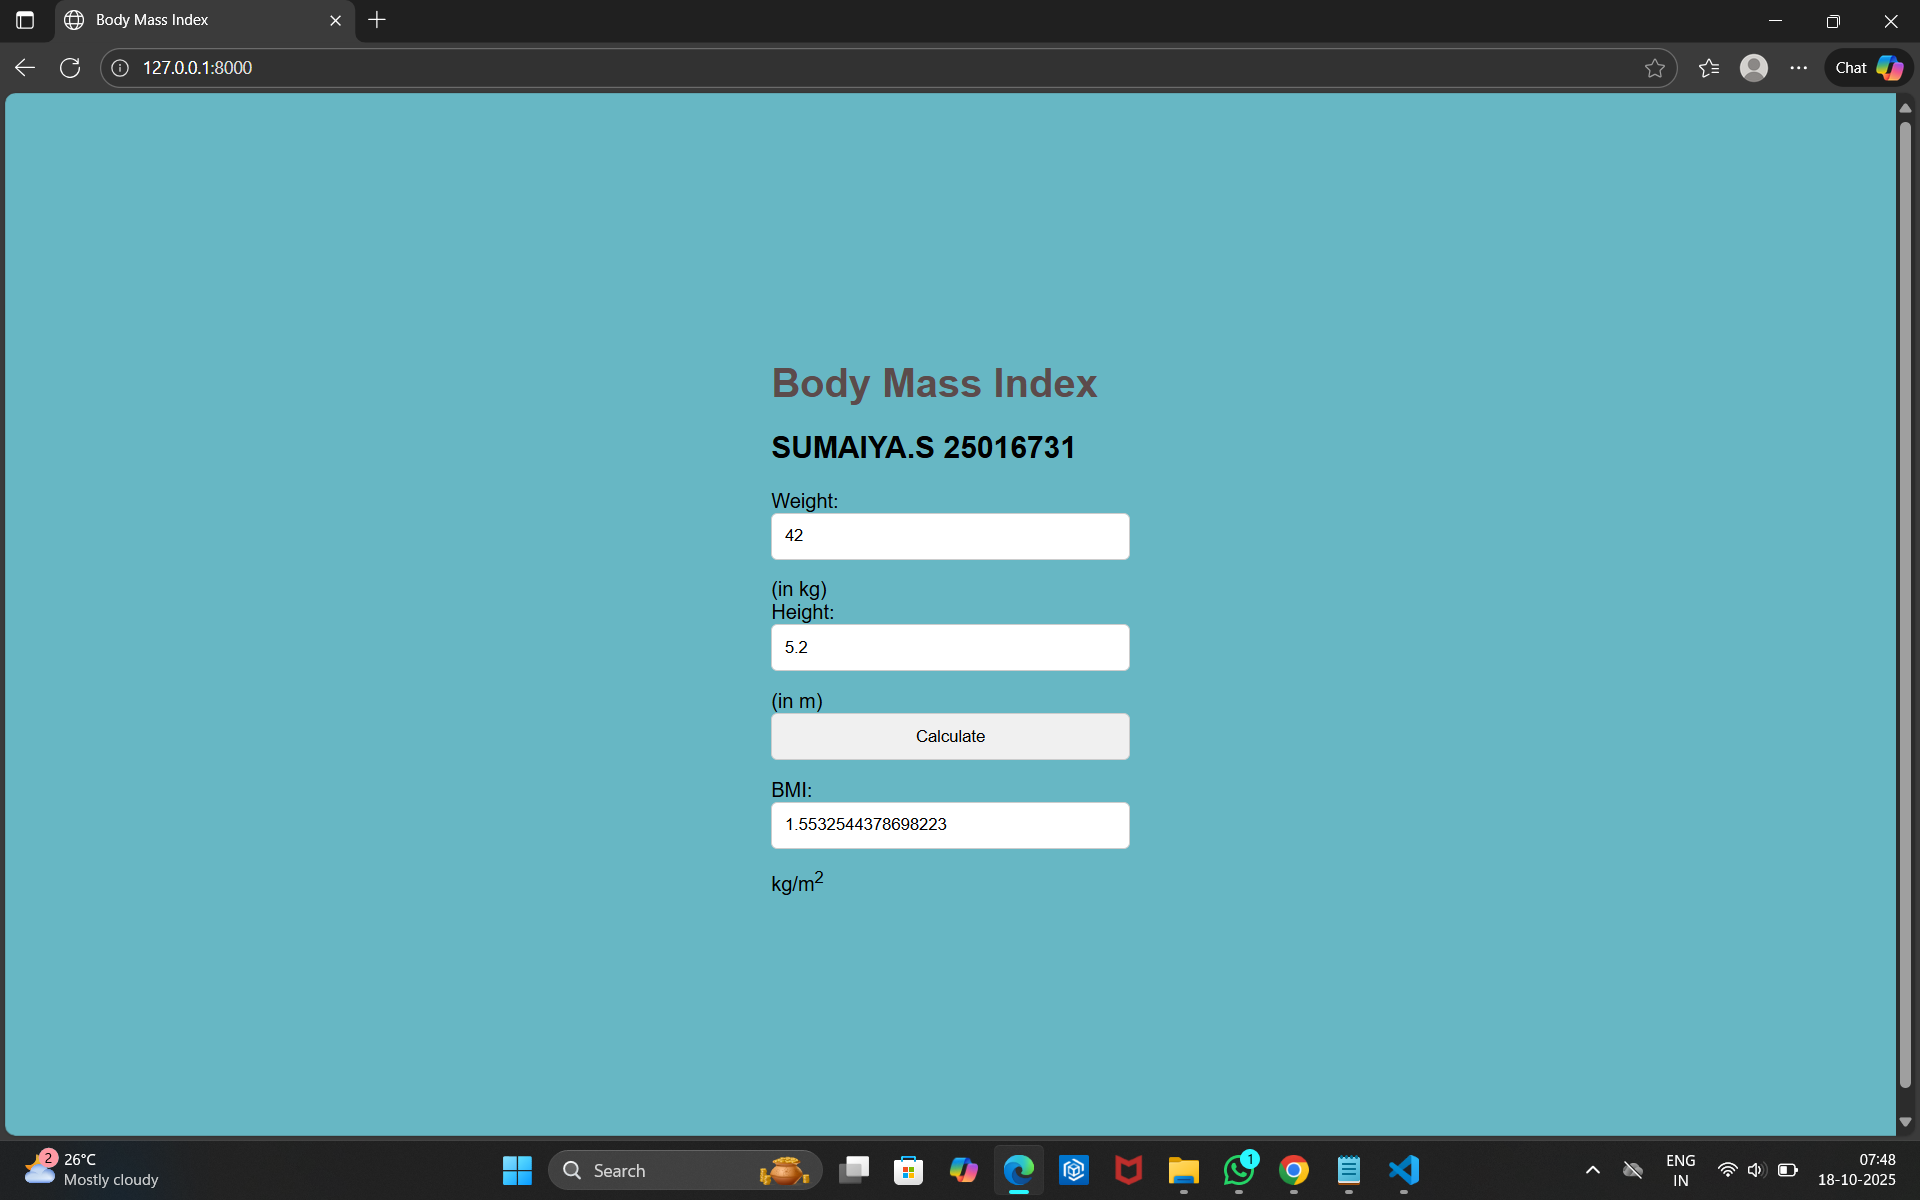 Body Mass Index
127.0.0.1:8000
Chat
Body Mass Index
SUMAIYA.S 25016731
Weight:
42
(in kg)
Height:
5.2
(in m)
Calculate
BMI:
1.5532544378698223
kg/m²
2
26°C
Mostly cloudy
Search
1
ENG
IN
07:48
18-10-2025